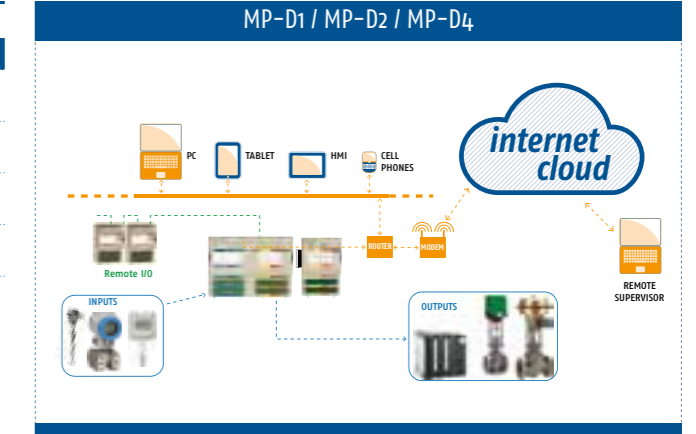 MP-D1 / MP-D2 / MP-D4
internet
cloud
PC
TABLET
HMI
CELL
PHONES
ROUTER
MODEM
Remote I/O
REMOTE
SUPERVISOR
INPUTS
OUTPUTS